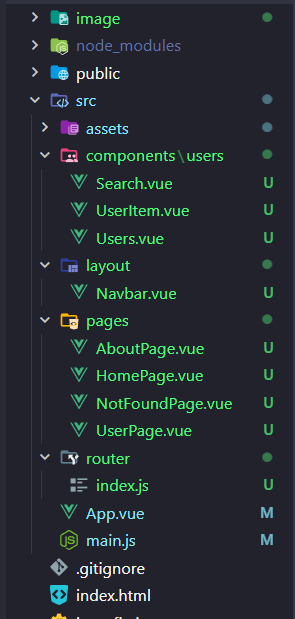 image
node_modules
public
src
assets
components\users
Search.vue U
UserItem.vue U
Users.vue U
layout
Navbar.vue U
pages
AboutPage.vue U
HomePage.vue U
NotFoundPage.vue U
UserPage.vue U
router
index.js U
App.vue M
main.js M
.gitignore
index.html